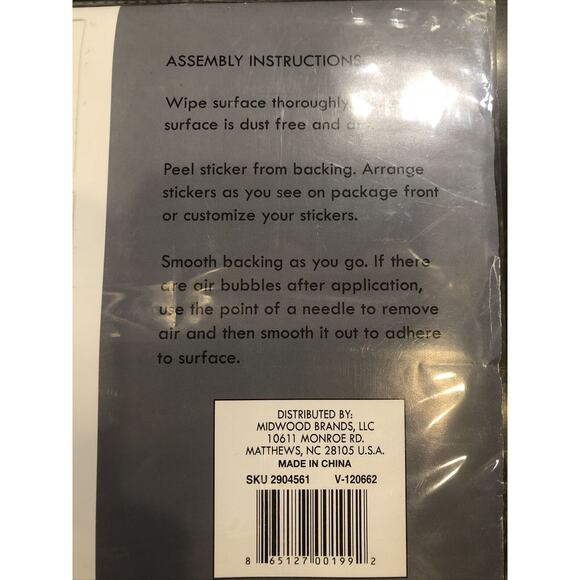 ASSEMBLY INSTRUCTIONS
Wipe surface thoroughly
surface is dust free and
Peel sticker from backing. Arrange
stickers as you see on package front
or customize your stickers.
Smooth backing as you go. If there
are air bubbles after application,
use the point of a needle to remove
air and then smooth it out to adhere
to surface.
DISTRIBUTED BY:
MIDWOOD BRANDS, LLC
10611 MONROE RD.
MATTHEWS, NC 28105 U.S.A.
MADE IN CHINA
SKU 2904561 V-120662
8 65127 00199 2